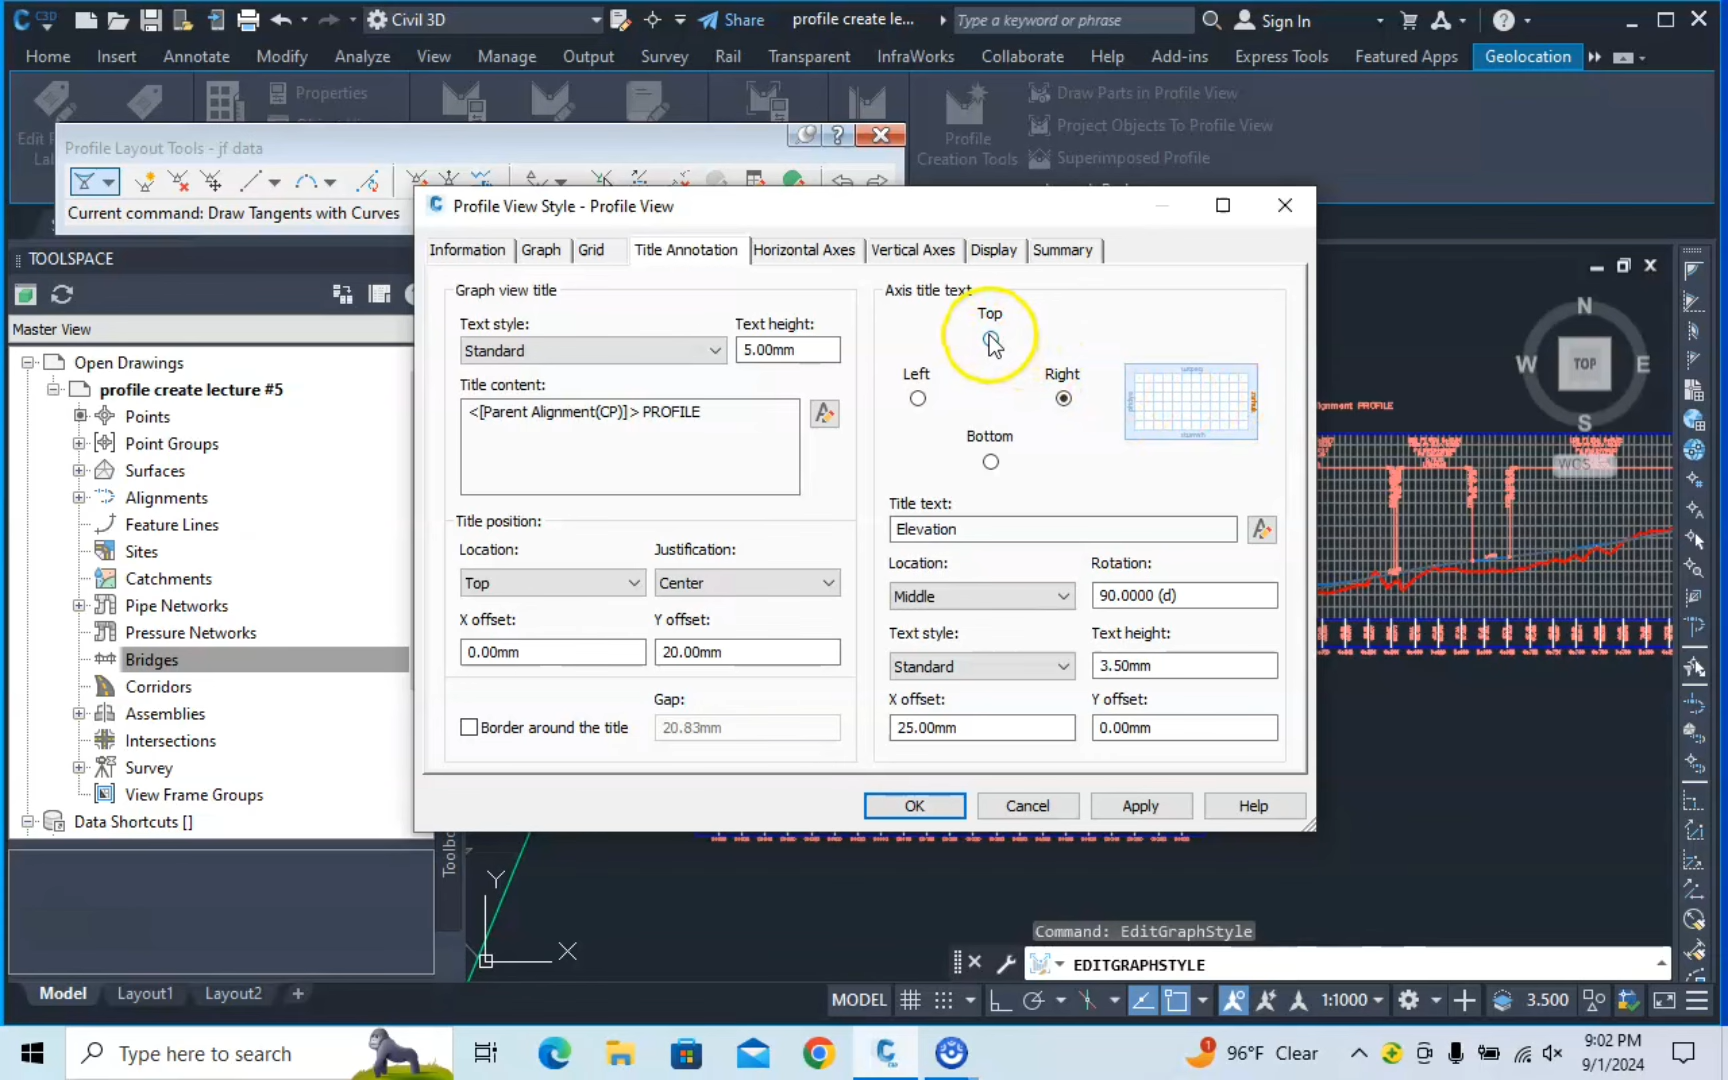 C3D
Civil 3D
Share
profile create le...
Type a keyword or phrase
Sign In
Home
Insert
Annotate
Modify
Analyze
View
Manage
Output
Survey
Rail
Transparent
InfraWorks
Collaborate
Help
Add-ins
Express Tools
Featured Apps
Geolocation
Properties
Draw Parts in Profile View
Project Objects To Profile View
Superimposed Profile
Profile
Creation Tools
Profile Layout Tools - jf data
Current command: Draw Tangents with Curves
TOOLSPACE
Master View
Open Drawings
profile create lecture #5
Points
Point Groups
Surfaces
Alignments
Feature Lines
Sites
Catchments
Pipe Networks
Pressure Networks
Bridges
Corridors
Assemblies
Intersections
Survey
View Frame Groups
Data Shortcuts []
Profile View Style - Profile View
Information
Graph
Grid
Title Annotation
Horizontal Axes
Vertical Axes
Display
Summary
Graph view title
Text style:
Text height:
Standard
5.00mm
Title content:
<[Parent Alignment(CP)]> PROFILE
Title position:
Location:
Justification:
Top
Center
X offset:
Y offset:
0.00mm
20.00mm
Gap:
Border around the title
20.83mm
Axis title text
Top
Left
Right
Bottom
Title text:
Elevation
Location:
Rotation:
Middle
90.0000 (d)
Text style:
Text height:
Standard
3.50mm
X offset:
Y offset:
25.00mm
0.00mm
OK
Cancel
Apply
Help
N
W
TOP
E
S
WCS
PROFILE
Y
X
Command: EditGraphStyle
EDITGRAPHSTYLE
Model
Layout1
Layout2
MODEL
1:1000
3.500
Type here to search
96°F Clear
9:02 PM
9/1/2024